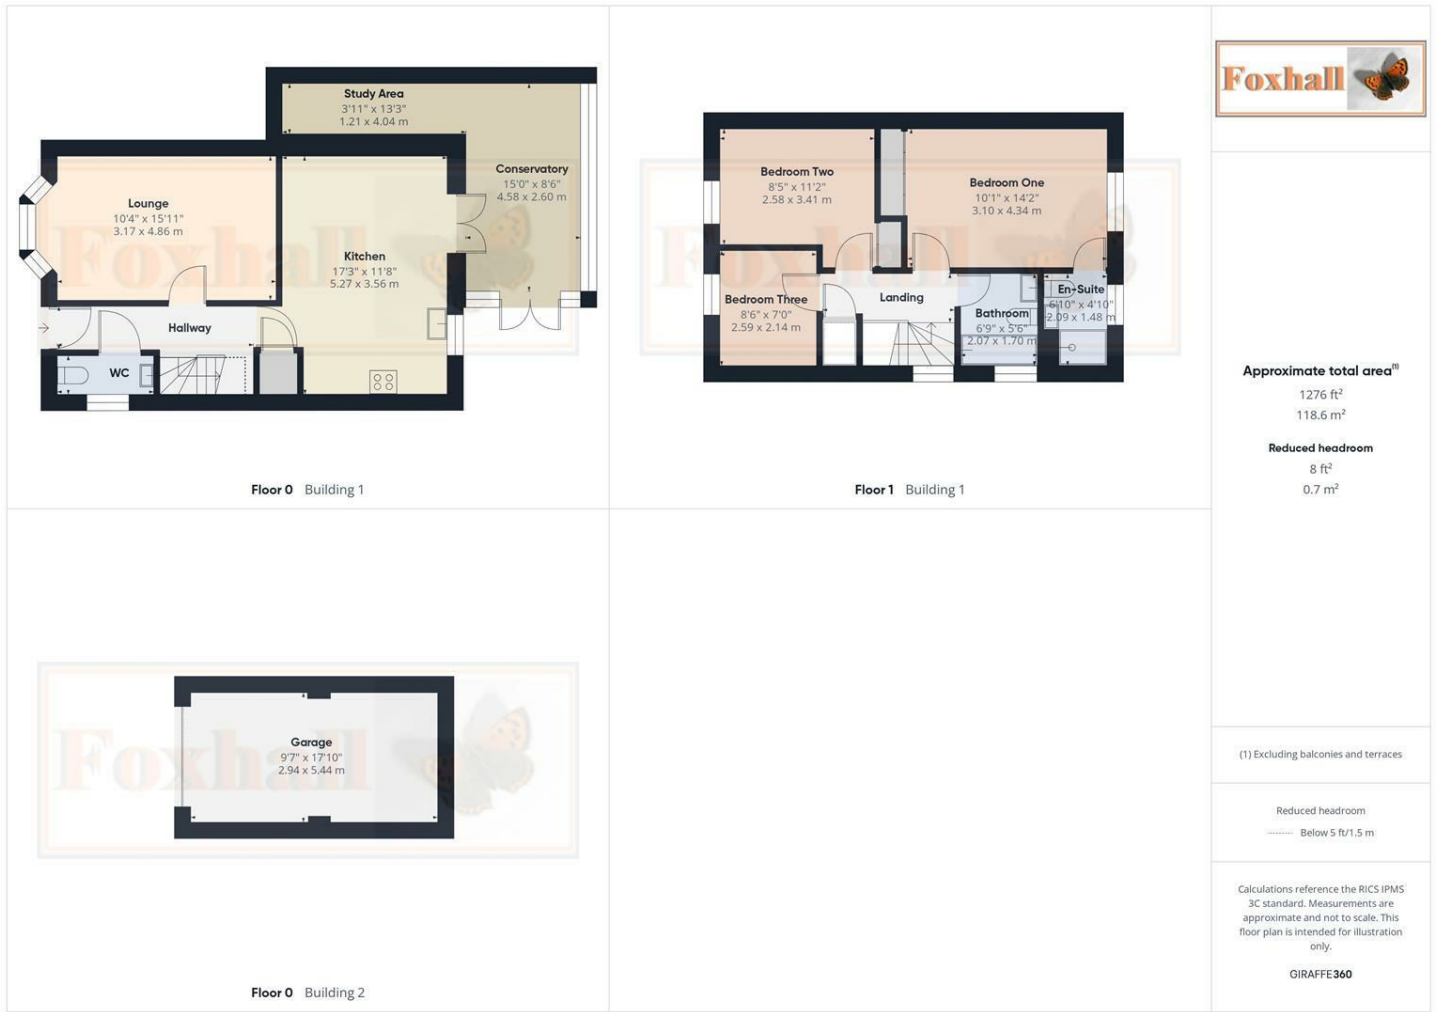 Study Area
3'11" x 13'3"
1.21 x 4.04 m
Conservatory
15'0" x 8'6"
4.58 x 2.60 m
Lounge
10'4" x 15'11"
3.17 x 4.86 m
Kitchen
17'3" x 11'8"
5.27 x 3.56 m
Hallway
WC
Foxhall
Floor 0 Building 1
Bedroom Two
8'5" x 11'2"
2.58 x 3.41 m
Bedroom One
10'1" x 14'2"
3.10 x 4.34 m
Bedroom Three
8'6" x 7'0"
2.59 x 2.14 m
Landing
Bathroom
6'9" x 5'6"
2.07 x 1.70 m
En-Suite
6'10" x 4'10"
2.09 x 1.48 m
Foxhall
Floor 1 Building 1
Garage
9'7" x 17'10"
2.94 x 5.44 m
Foxhall
Floor 0 Building 2
Foxhall
Approximate total area(1)
1276 ft²
118.6 m²
Reduced headroom
8 ft²
0.7 m²
(1) Excluding balconies and terraces
Reduced headroom
Below 5 ft/1.5 m
Calculations reference the RICS IPMS
3C standard. Measurements are
approximate and not to scale. This
floor plan is intended for illustration
only.
GIRAFFE360